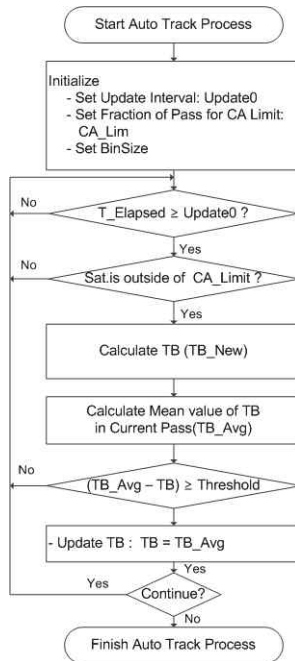 Start Auto Track Process
Initialize
- Set Update Interval: Update0
- Set Fraction of Pass for CA Limit:
CA_Lim
- Set BinSize
No
T_Elapsed ≥ Update0 ?
Yes
No
Sat.is outside of CA_Limit ?
Yes
Calculate TB (TB_New)
Calculate Mean value of TB
in Current Pass(TB_Avg)
No
(TB_Avg – TB) ≥ Threshold
- Update TB : TB = TB_Avg
Yes
Yes
Continue?
No
Finish Auto Track Process